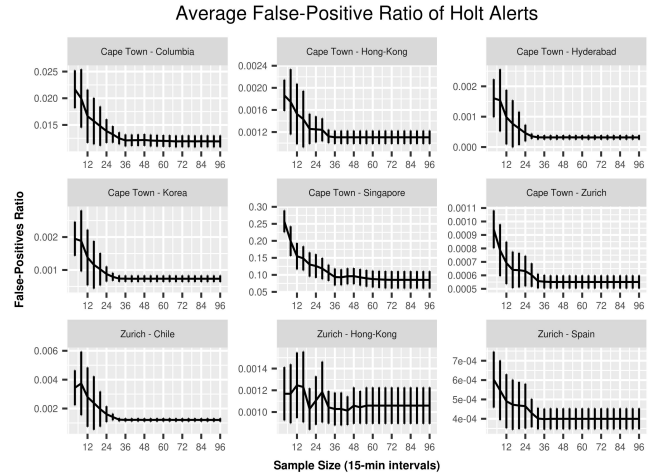 Average False-Positive Ratio of Holt Alerts
Cape Town - Columbia
Cape Town - Hong-Kong
Cape Town - Hyderabad
0.025
0.020
0.015
0.0024
0.0020
0.0016
0.0012
0.002
0.001
0.000
12 24 36 48 60 72 84 96
12 24 36 48 60 72 84 96
12 24 36 48 60 72 84 96
Cape Town - Korea
Cape Town - Singapore
Cape Town - Zurich
0.002
0.001
0.30
0.25
0.20
0.15
0.10
0.05
0.0011
0.0010
0.0009
0.0008
0.0007
0.0006
0.0005
12 24 36 48 60 72 84 96
12 24 36 48 60 72 84 96
12 24 36 48 60 72 84 96
Zurich - Chile
Zurich - Hong-Kong
Zurich - Spain
0.006
0.004
0.002
0.0014
0.0012
0.0010
7e-04
6e-04
5e-04
4e-04
12 24 36 48 60 72 84 96
12 24 36 48 60 72 84 96
12 24 36 48 60 72 84 96
False-Positives Ratio
Sample Size (15-min intervals)